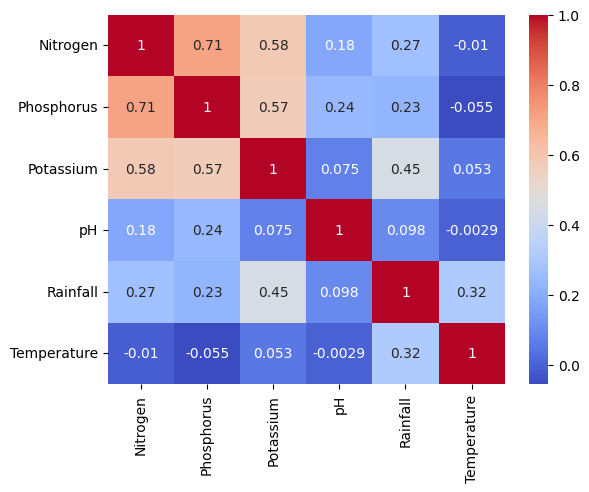 Nitrogen 1 0.71 0.58 0.18 0.27 -0.01
Phosphorus 0.71 1 0.57 0.24 0.23 -0.055
Potassium 0.58 0.57 1 0.075 0.45 0.053
pH 0.18 0.24 0.075 1 0.098 -0.0029
Rainfall 0.27 0.23 0.45 0.098 1 0.32
Temperature -0.01 -0.055 0.053 -0.0029 0.32 1
Nitrogen
Phosphorus
Potassium
pH
Rainfall
Temperature
1.0
0.8
0.6
0.4
0.2
0.0